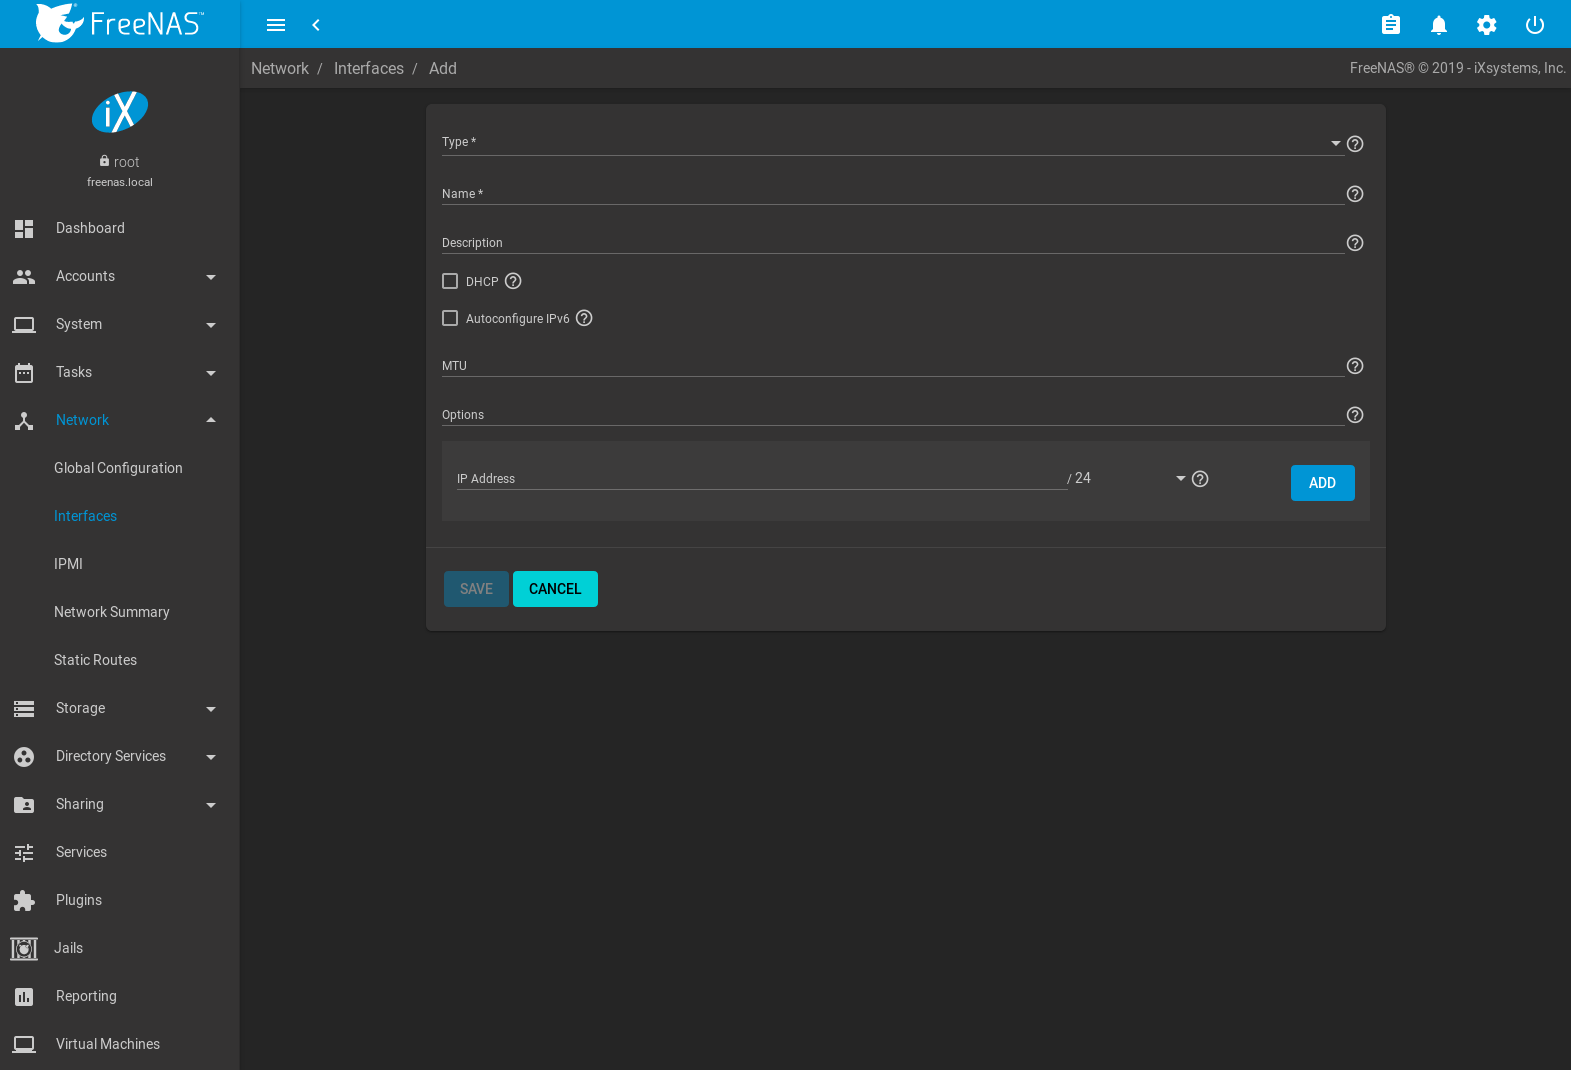 FreeNAS™
Network / Interfaces / Add
FreeNAS® © 2019 - iXsystems, Inc.
iX
root
freenas.local
Dashboard
Accounts
System
Tasks
Network
Global Configuration
Interfaces
IPMI
Network Summary
Static Routes
Storage
Directory Services
Sharing
Services
Plugins
Jails
Reporting
Virtual Machines
Type *
Name *
Description
DHCP
Autoconfigure IPv6
MTU
Options
IP Address / 24
ADD
SAVE CANCEL